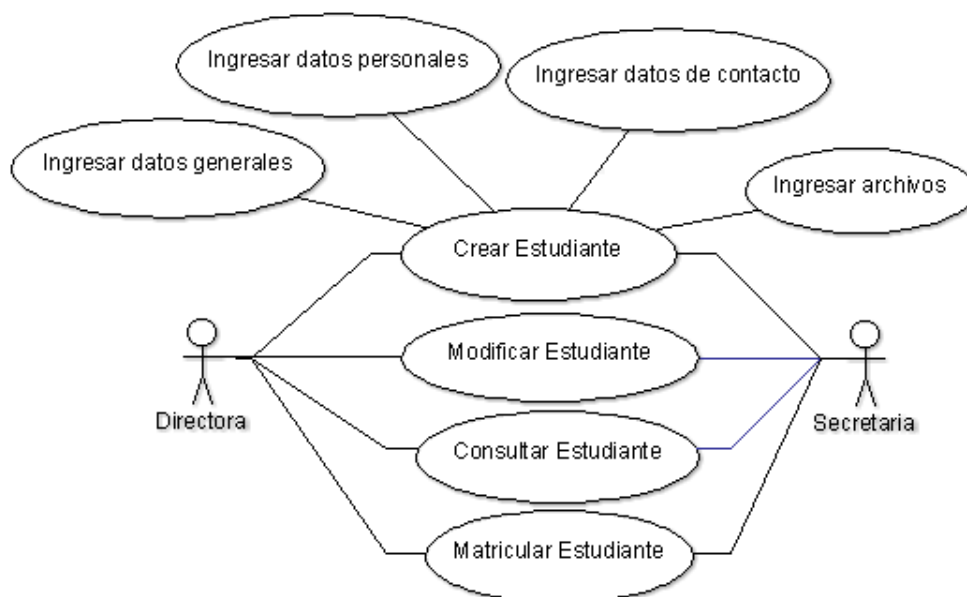 Ingresar datos personales
Ingresar datos de contacto
Ingresar datos generales
Ingresar archivos
Crear Estudiante
Modificar Estudiante
Directora
Secretaria
Consultar Estudiante
Matricular Estudiante